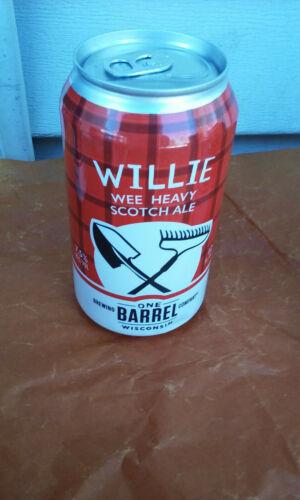 WILLIE
WEE HEAVY
SCOTCH ALE
BREWING ONE COMPANY
BARREL
WISCONSIN